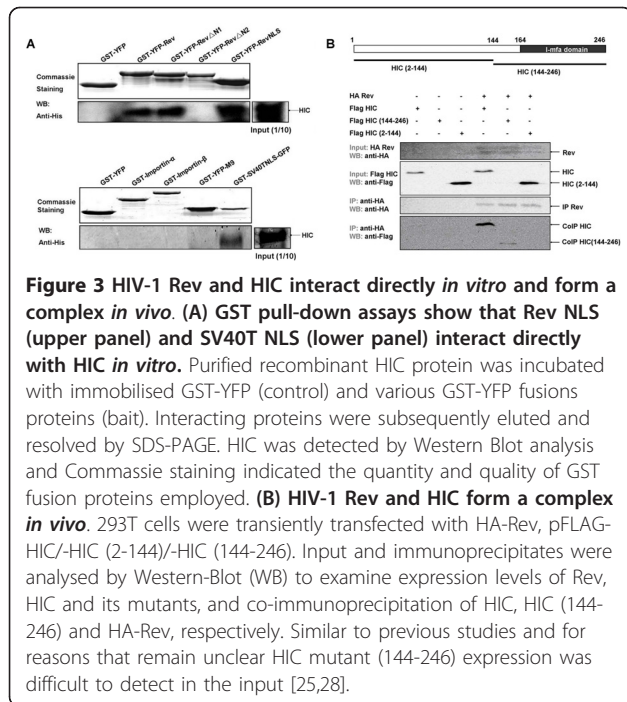 A
GST-YFP
GST-YFP-Rev
GST-YFP-Rev△N1
GST-YFP-Rev△N2
GST-YFP-RevNLS
Commassie
Staining
WB:
Anti-His
HIC
Input (1/10)
GST-YFP
GST-Importin-α
GST-Importin-β
GST-YFP-M9
GST-SV40TNLS-GFP
Commassie
Staining
WB:
Anti-His
HIC
Input (1/10)
B
1 144 164 246
I-mfa domain
HIC (2-144) HIC (144-246)
HA Rev - - - + + +
Flag HIC + - - + - -
Flag HIC (144-246) - + - - + -
Flag HIC (2-144) - - + - - +
Input: HA Rev
WB: anti-HA
Rev
Input: Flag HIC
WB: anti-Flag
HIC
HIC (2-144)
IP: anti-HA
WB: anti-HA
IP Rev
IP: anti-HA
WB: anti-Flag
CoIP HIC
CoIP HIC(144-246)
Figure 3 HIV-1 Rev and HIC interact directly in vitro and form a
complex in vivo. (A) GST pull-down assays show that Rev NLS
(upper panel) and SV40T NLS (lower panel) interact directly
with HIC in vitro. Purified recombinant HIC protein was incubated
with immobilised GST-YFP (control) and various GST-YFP fusions
proteins (bait). Interacting proteins were subsequently eluted and
resolved by SDS-PAGE. HIC was detected by Western Blot analysis
and Commassie staining indicated the quantity and quality of GST
fusion proteins employed. (B) HIV-1 Rev and HIC form a complex
in vivo. 293T cells were transiently transfected with HA-Rev, pFLAG-
HIC/-HIC (2-144)/-HIC (144-246). Input and immunoprecipitates were
analysed by Western-Blot (WB) to examine expression levels of Rev,
HIC and its mutants, and co-immunoprecipitation of HIC, HIC (144-
246) and HA-Rev, respectively. Similar to previous studies and for
reasons that remain unclear HIC mutant (144-246) expression was
difficult to detect in the input [25,28].